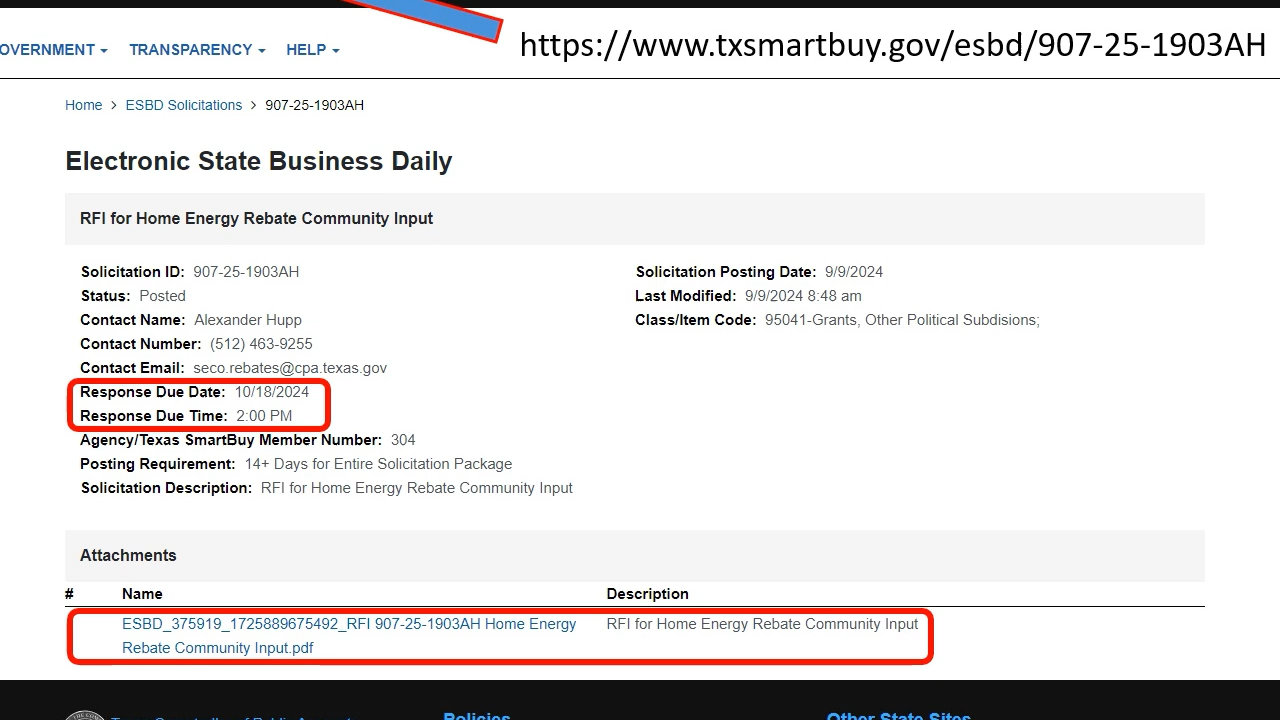 https://www.txsmartbuy.gov/esbd/907-25-1903AH
OVERNMENT TRANSPARENCY HELP
Home > ESBD Solicitations > 907-25-1903AH
Electronic State Business Daily
RFI for Home Energy Rebate Community Input
Solicitation ID: 907-25-1903AH
Status: Posted
Contact Name: Alexander Hupp
Contact Number: (512) 463-9255
Contact Email: seco.rebates@cpa.texas.gov
Response Due Date: 10/18/2024
Response Due Time: 2:00 PM
Agency/Texas SmartBuy Member Number: 304
Posting Requirement: 14+ Days for Entire Solicitation Package
Solicitation Description: RFI for Home Energy Rebate Community Input
Solicitation Posting Date: 9/9/2024
Last Modified: 9/9/2024 8:48 am
Class/Item Code: 95041-Grants, Other Political Subdisions;
Attachments
# Name Description
ESBD_375919_1725889675492_RFI 907-25-1903AH Home Energy RFI for Home Energy Rebate Community Input
Rebate Community Input.pdf
Policies Other State Sites